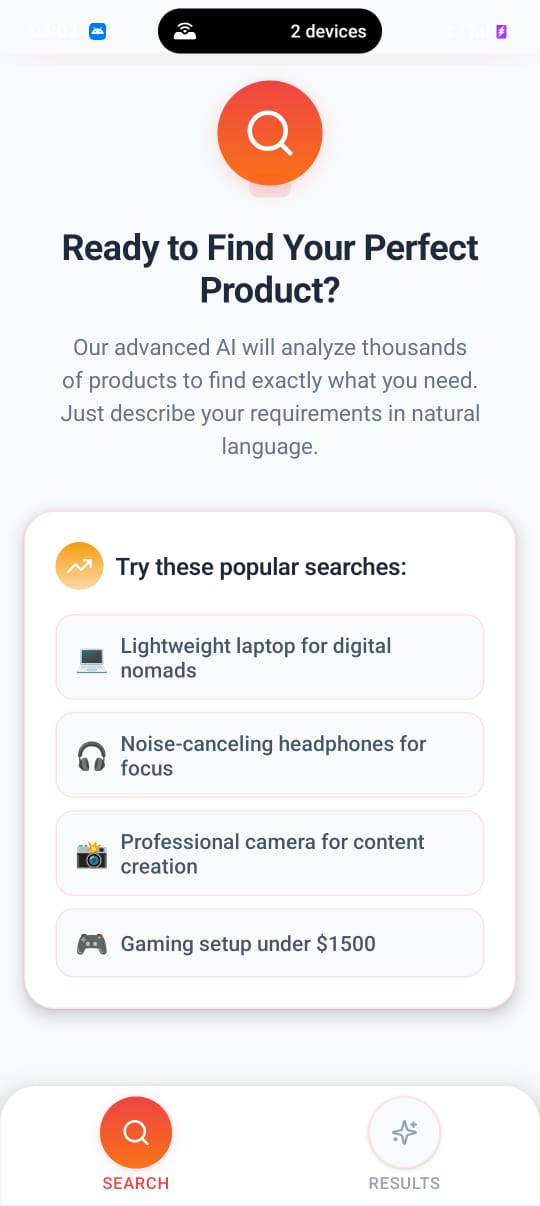 2 devices
Ready to Find Your Perfect
Product?
Our advanced AI will analyze thousands
of products to find exactly what you need.
Just describe your requirements in natural
language.
Try these popular searches:
Lightweight laptop for digital
nomads
Noise-canceling headphones for
focus
Professional camera for content
creation
Gaming setup under $1500
SEARCH
RESULTS